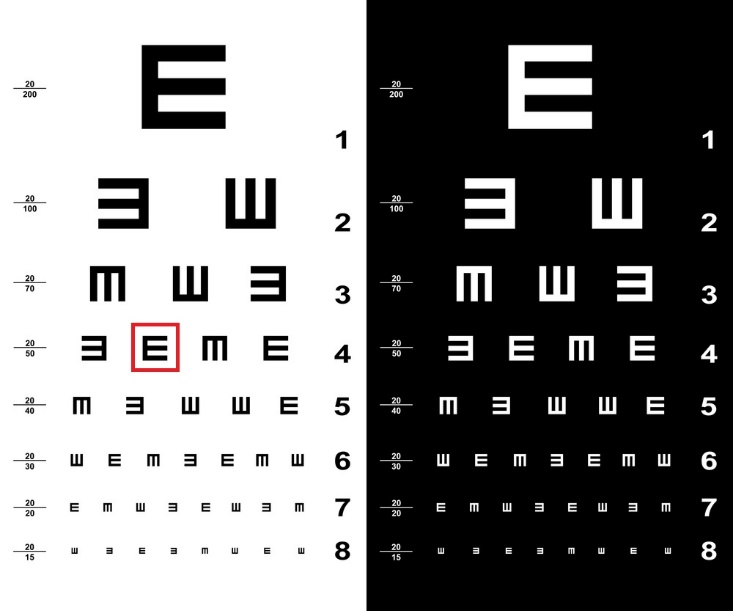 20/200 E 1
20/100 Ǝ Ш 2
20/70 m Ш Ǝ 3
20/50 Ǝ E m E 4
20/40 m Ǝ Ш Ш E 5
20/30 Ш E m Ǝ E m Ш 6
20/20 E m Ш Ǝ E Ш Ǝ m 7
20/15 Ш Ǝ E Ǝ m Ш E Ш 8
20/200 E 1
20/100 Ǝ Ш 2
20/70 m Ш Ǝ 3
20/50 Ǝ E m E 4
20/40 m Ǝ Ш Ш E 5
20/30 Ш E m Ǝ E m Ш 6
20/20 E m Ш Ǝ E Ш Ǝ m 7
20/15 Ш Ǝ E Ǝ m Ш E Ш 8